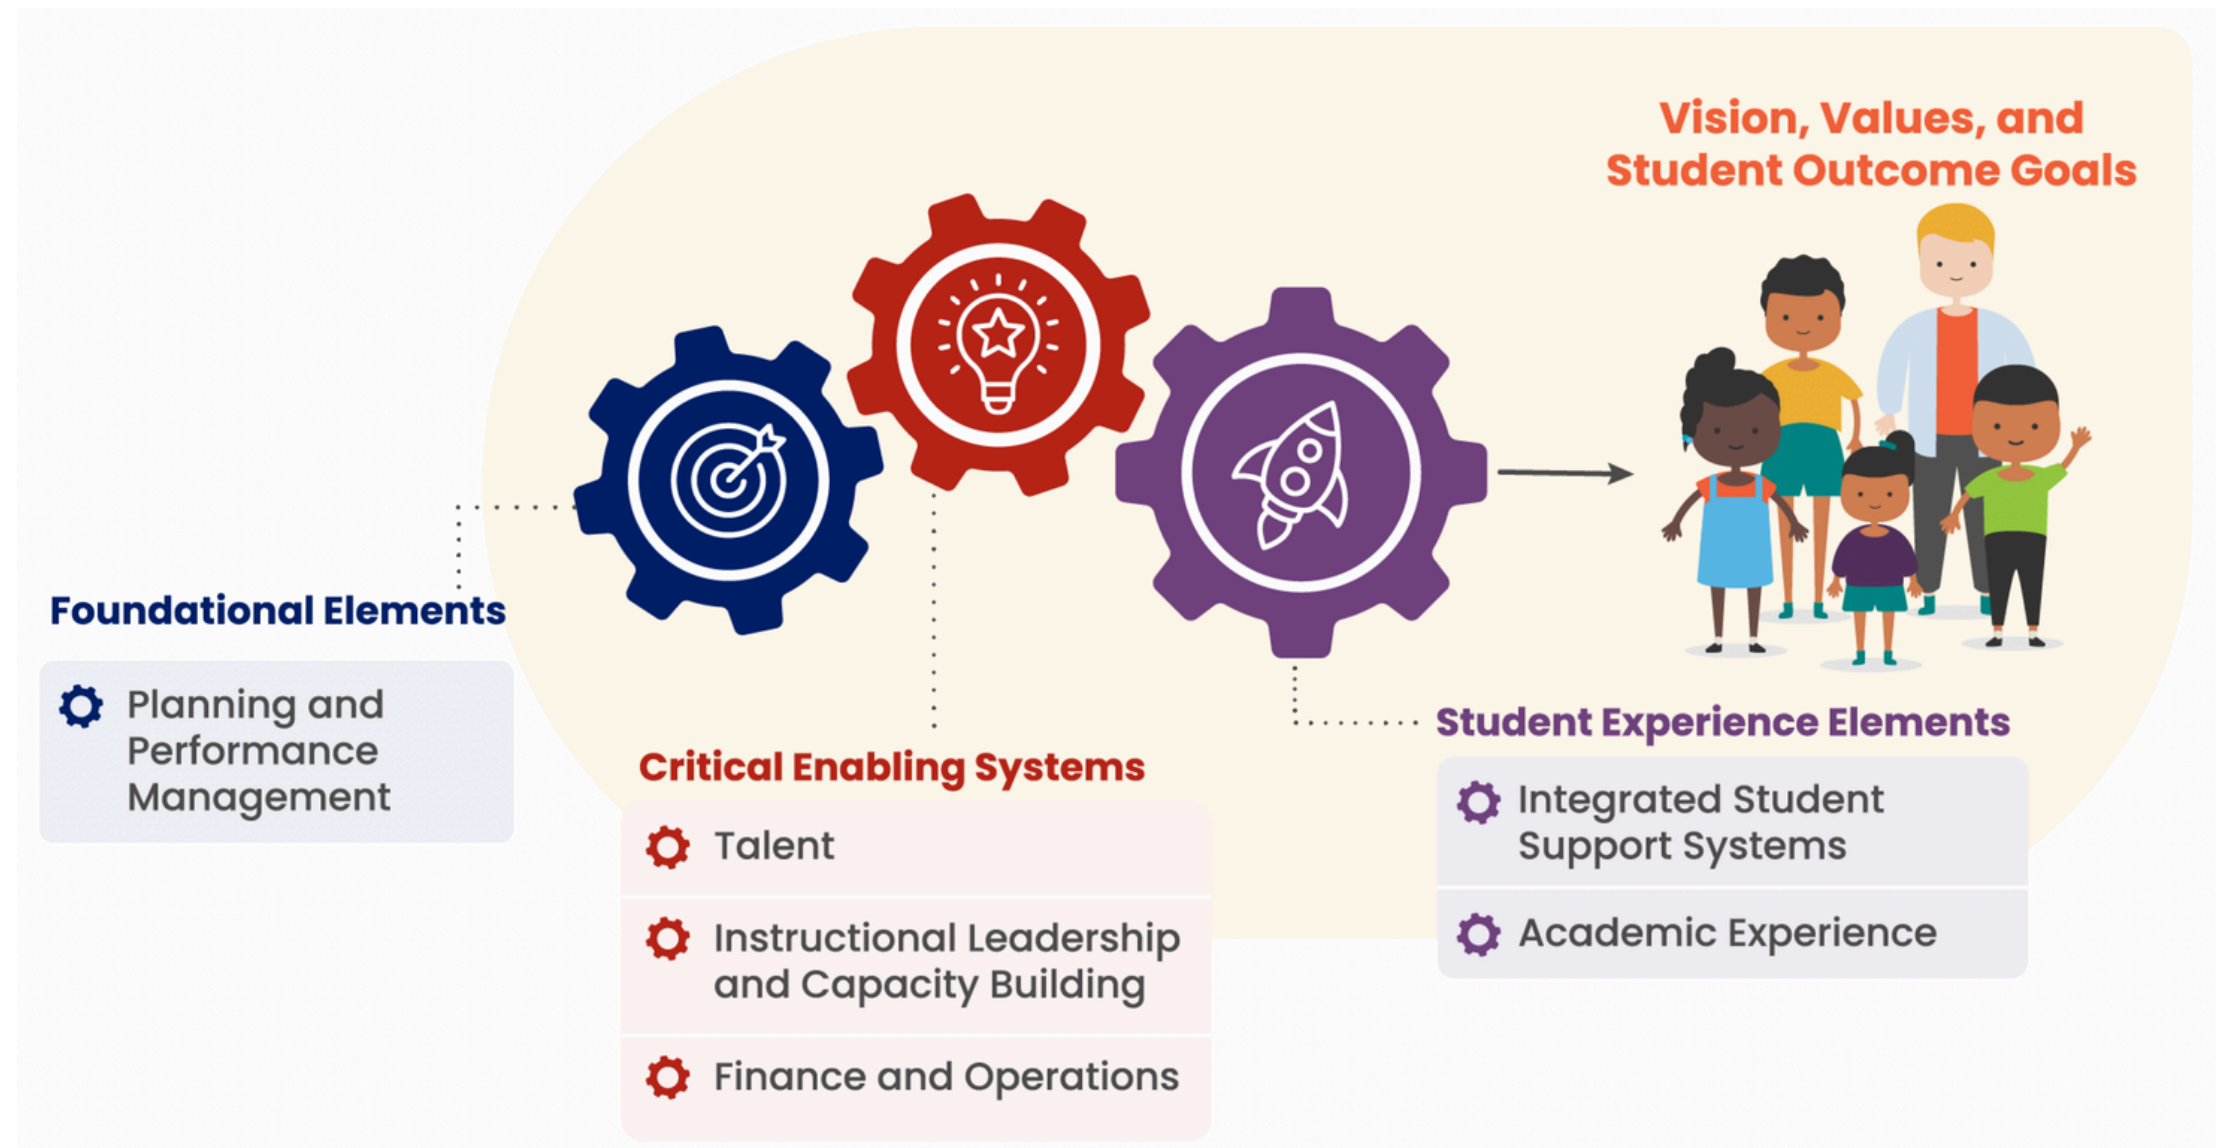 Vision, Values, and
Student Outcome Goals
Foundational Elements
Planning and
Performance
Management
Critical Enabling Systems
Talent
Instructional Leadership
and Capacity Building
Finance and Operations
Student Experience Elements
Integrated Student
Support Systems
Academic Experience